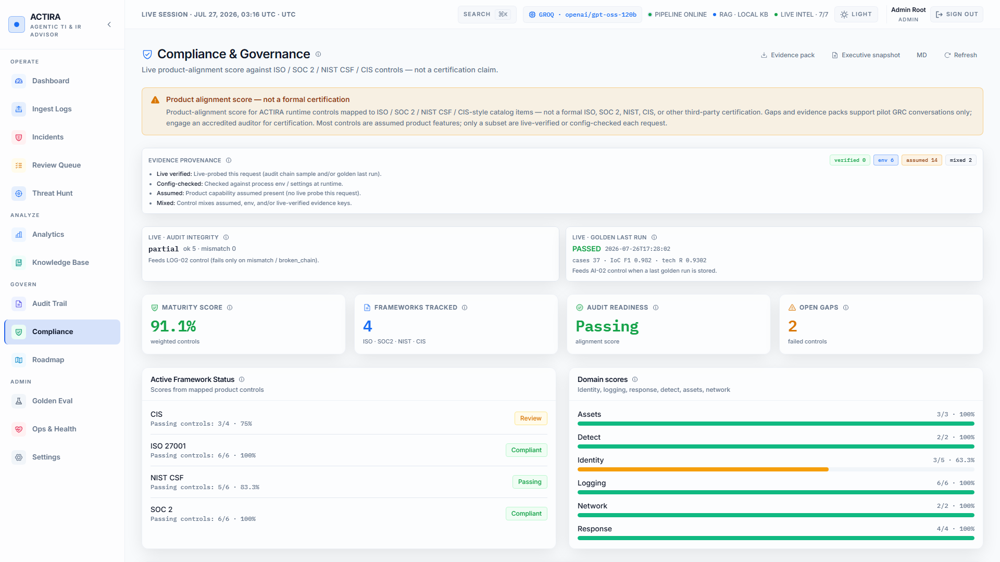 ACTIRA
AGENTIC TI & IR
ADVISOR
OPERATE
Dashboard
Ingest Logs
Incidents
Review Queue
Threat Hunt
ANALYZE
Analytics
Knowledge Base
GOVERN
Audit Trail
Compliance
Roadmap
ADMIN
Golden Eval
Ops & Health
Settings
LIVE SESSION · JUL 27, 2026, 03:16 UTC · UTC
SEARCH ⌘K
GROQ · openai/gpt-oss-120b
PIPELINE ONLINE
RAG · LOCAL KB
LIVE INTEL · 7/7
LIGHT
Admin Root
ADMIN
SIGN OUT
Compliance & Governance
Live product-alignment score against ISO / SOC 2 / NIST CSF / CIS controls — not a certification claim.
Evidence pack
Executive snapshot
MD
Refresh
Product alignment score — not a formal certification
Product-alignment score for ACTIRA runtime controls mapped to ISO / SOC 2 / NIST CSF / CIS-style catalog items — not a formal ISO, SOC 2, NIST, CIS, or other third-party certification. Gaps and evidence packs support pilot GRC conversations only;
engage an accredited auditor for certification. Most controls are assumed product features; only a subset are live-verified or config-checked each request.
EVIDENCE PROVENANCE
verified 0
env 6
assumed 14
mixed 2
• Live verified: Live-probed this request (audit chain sample and/or golden last run).
• Config-checked: Checked against process env / settings at runtime.
• Assumed: Product capability assumed present (no live probe this request).
• Mixed: Control mixes assumed, env, and/or live-verified evidence keys.
LIVE · AUDIT INTEGRITY
partial ok 5 · mismatch 0
Feeds LOG-02 control (fails only on mismatch / broken_chain).
LIVE · GOLDEN LAST RUN
PASSED 2026-07-26T17:28:02
cases 37 · IoC F1 0.982 · tech R 0.9302
Feeds AI-02 control when a last golden run is stored.
MATURITY SCORE
91.1%
weighted controls
FRAMEWORKS TRACKED
4
ISO · SOC2 · NIST · CIS
AUDIT READINESS
Passing
alignment score
OPEN GAPS
2
failed controls
Active Framework Status
Scores from mapped product controls
CIS
Passing controls: 3/4 · 75%
Review
ISO 27001
Passing controls: 6/6 · 100%
Compliant
NIST CSF
Passing controls: 5/6 · 83.3%
Passing
SOC 2
Passing controls: 6/6 · 100%
Compliant
Domain scores
Identity, logging, response, detect, assets, network
Assets 3/3 · 100%
Detect 2/2 · 100%
Identity 3/5 · 63.3%
Logging 6/6 · 100%
Network 2/2 · 100%
Response 4/4 · 100%